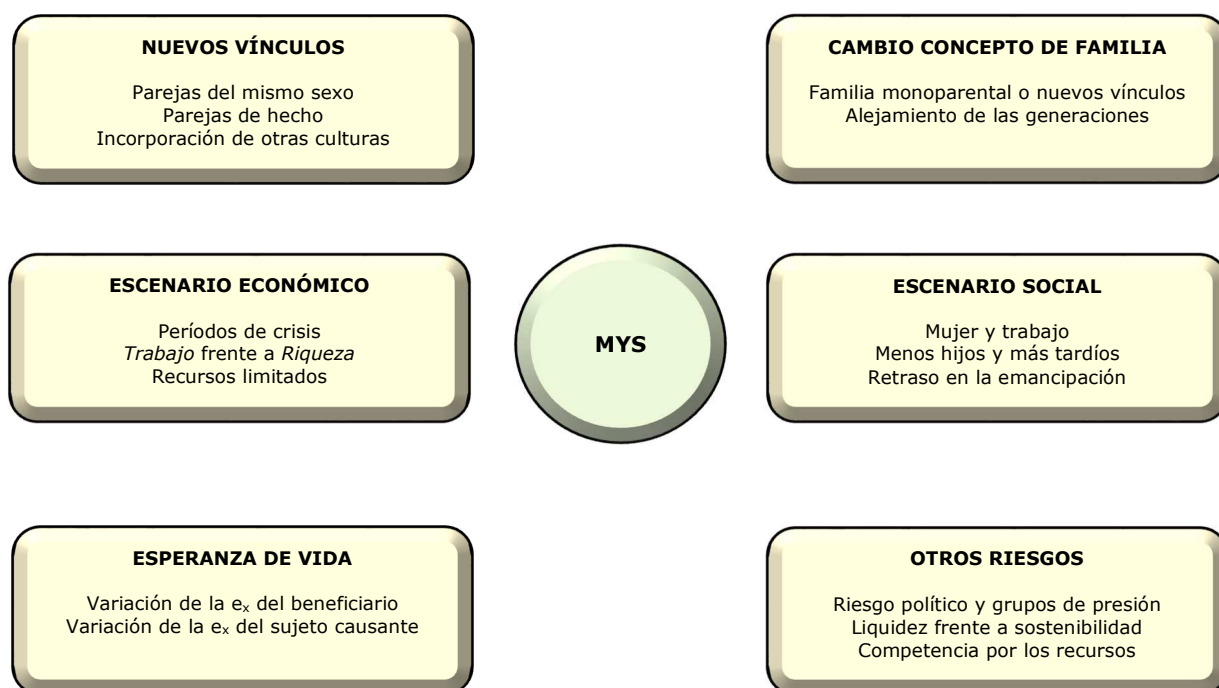 NUEVOS VÍNCULOS
Parejas del mismo sexo
Parejas de hecho
Incorporación de otras culturas
CAMBIO CONCEPTO DE FAMILIA
Familia monoparental o nuevos vínculos
Alejamiento de las generaciones
ESCENARIO ECONÓMICO
Períodos de crisis
Trabajo frente a Riqueza
Recursos limitados
MYS
ESCENARIO SOCIAL
Mujer y trabajo
Menos hijos y más tardíos
Retraso en la emancipación
ESPERANZA DE VIDA
Variación de la eₓ del beneficiario
Variación de la eₓ del sujeto causante
OTROS RIESGOS
Riesgo político y grupos de presión
Liquidez frente a sostenibilidad
Competencia por los recursos